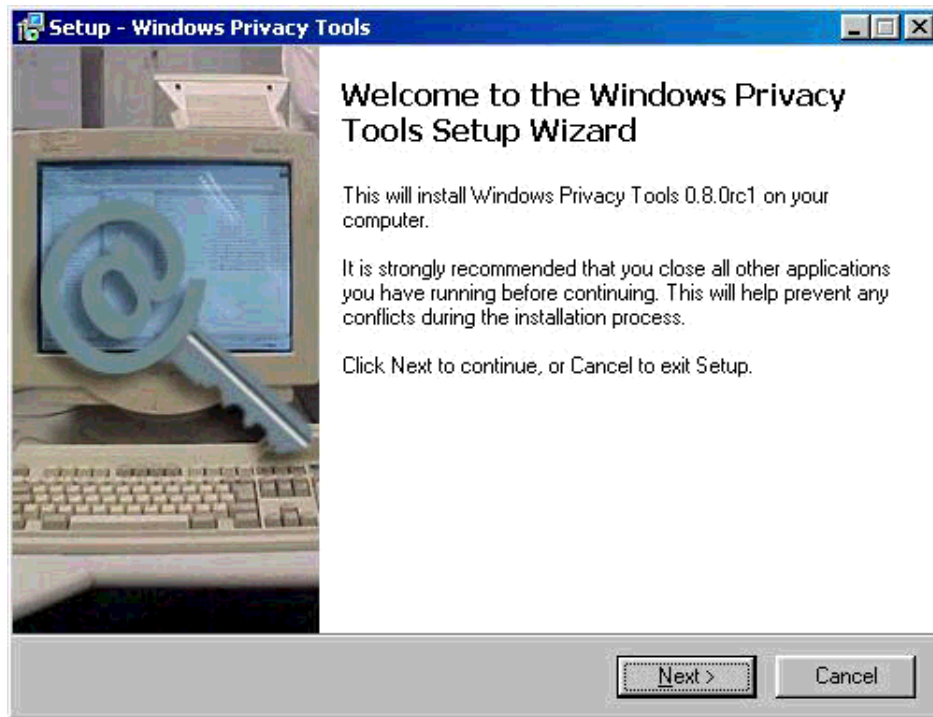 Setup - Windows Privacy Tools
Welcome to the Windows Privacy
Tools Setup Wizard
This will install Windows Privacy Tools 0.8.0rc1 on your
computer.
It is strongly recommended that you close all other applications
you have running before continuing. This will help prevent any
conflicts during the installation process.
Click Next to continue, or Cancel to exit Setup.
Next >
Cancel